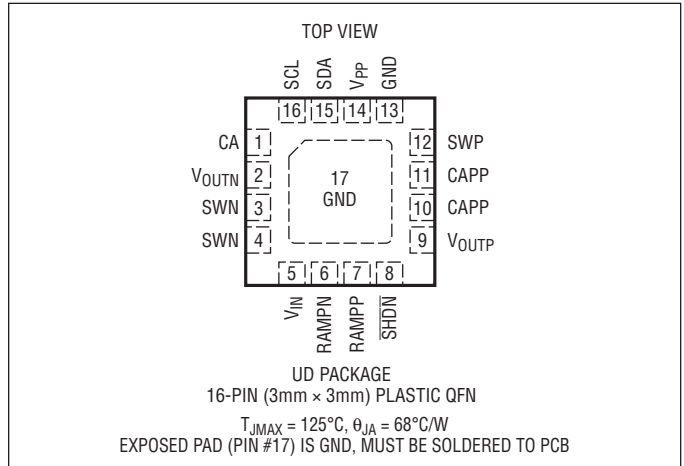 TOP VIEW
SCL
SDA
VPP
GND
16 15 14 13
CA 1
VOUTN 2
SWN 3
SWN 4
17
GND
12 SWP
11 CAPP
10 CAPP
9 VOUTP
5 6 7 8
VIN
RAMPN
RAMPP
SHDN
UD PACKAGE
16-PIN (3mm × 3mm) PLASTIC QFN
TJMAX = 125°C, θJA = 68°C/W
EXPOSED PAD (PIN #17) IS GND, MUST BE SOLDERED TO PCB